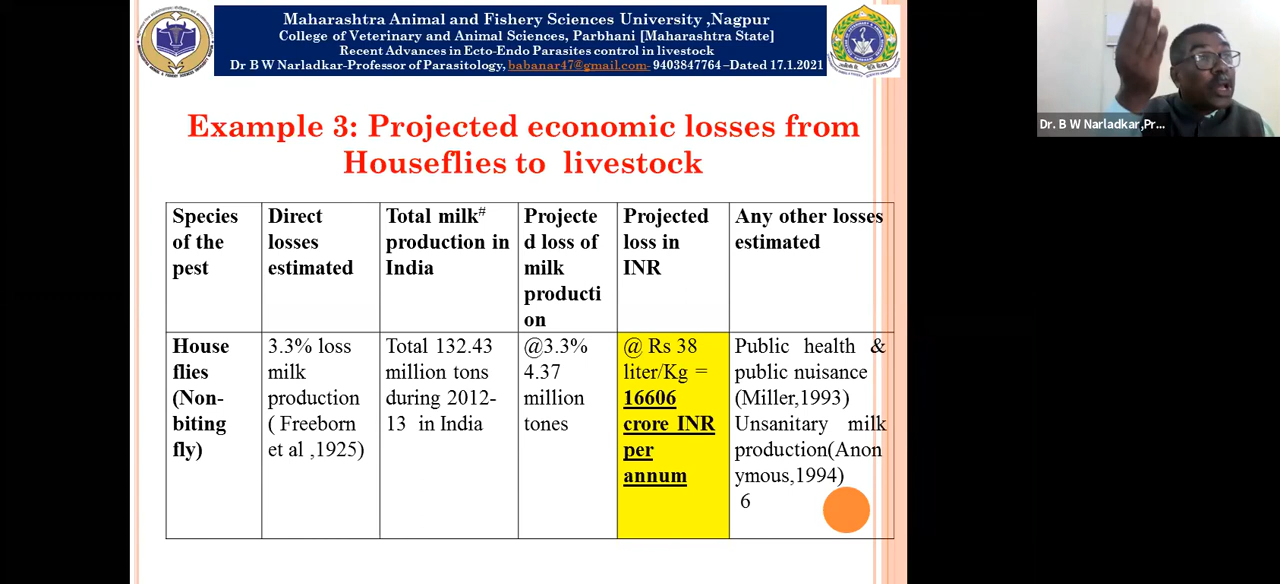 Maharashtra Animal and Fishery Sciences University ,Nagpur
College of Veterinary and Animal Sciences, Parbhani [Maharashtra State]
Recent Advances in Ecto-Endo Parasites control in livestock
Dr B W Narladkar-Professor of Parasitology, babanar47@gmail.com- 9403847764 –Dated 17.1.2021
Dr. B W Narladkar,Pr...
Example 3: Projected economic losses from
Houseflies to livestock
Species
of the
pest
Direct
losses
estimated
Total milk#
production in
India
Projecte
d loss of
milk
producti
on
Projected
loss in
INR
Any other losses
estimated
House
flies
(Non-
biting
fly)
3.3% loss
milk
production
( Freeborn
et al ,1925)
Total 132.43
million tons
during 2012-
13 in India
@3.3%
4.37
million
tones
@ Rs 38
liter/Kg =
16606
crore INR
per
annum
Public health &
public nuisance
(Miller,1993)
Unsanitary milk
production(Anon
ymous,1994)
6